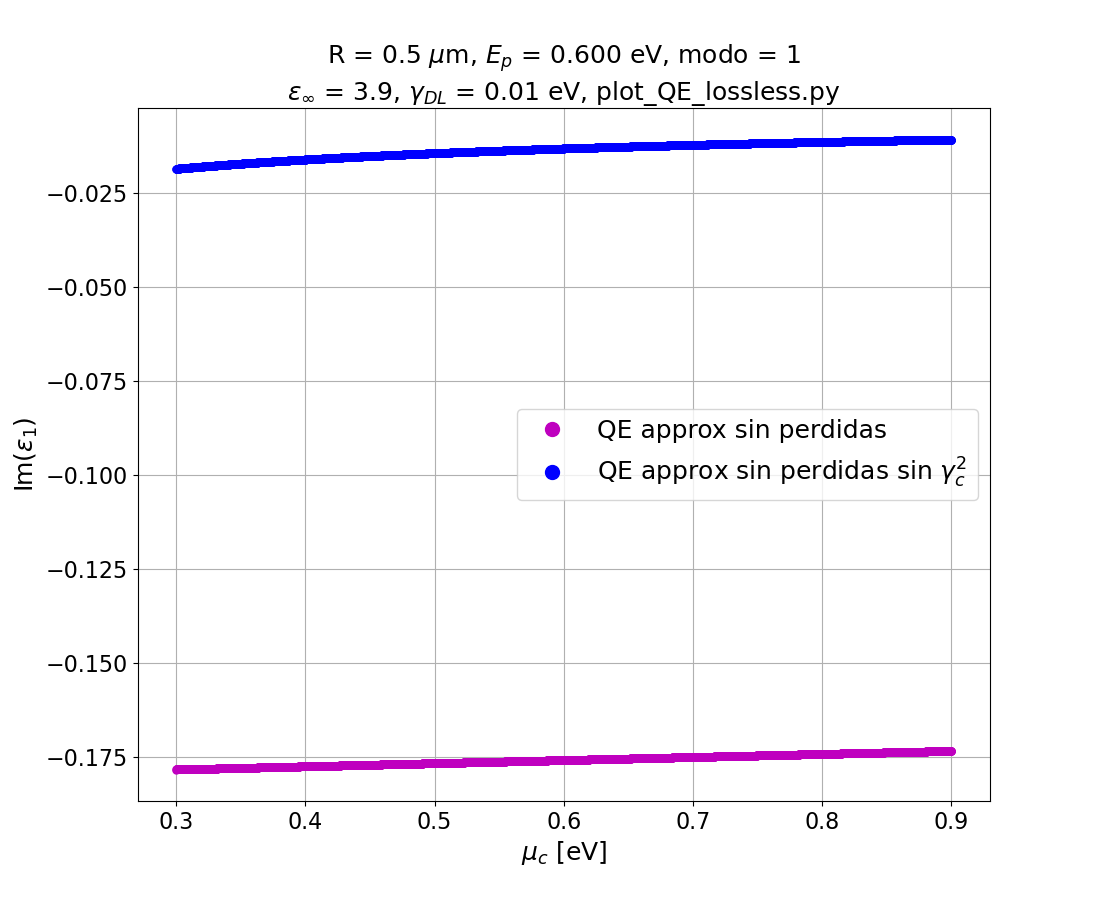 R = 0.5 μm, E_p = 0.600 eV, modo = 1
ε_∞ = 3.9, γ_DL = 0.01 eV, plot_QE_lossless.py
−0.025
−0.050
−0.075
−0.100
−0.125
−0.150
−0.175
Im(ε_1)
QE approx sin perdidas
QE approx sin perdidas sin γ_c^2
0.3 0.4 0.5 0.6 0.7 0.8 0.9
μ_c [eV]